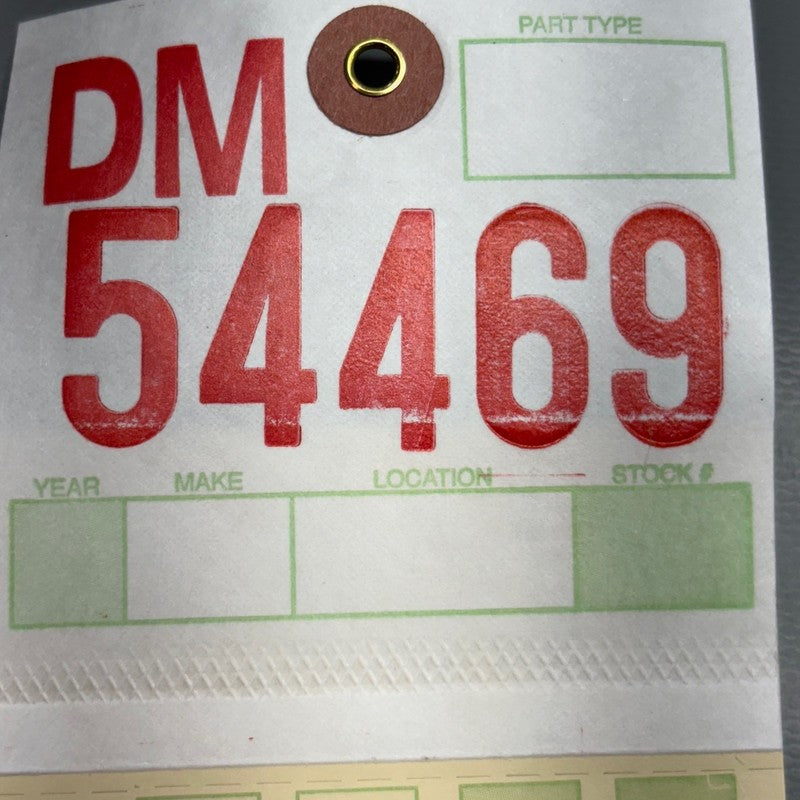 DM
PART TYPE
54469
YEAR MAKE LOCATION STOCK #